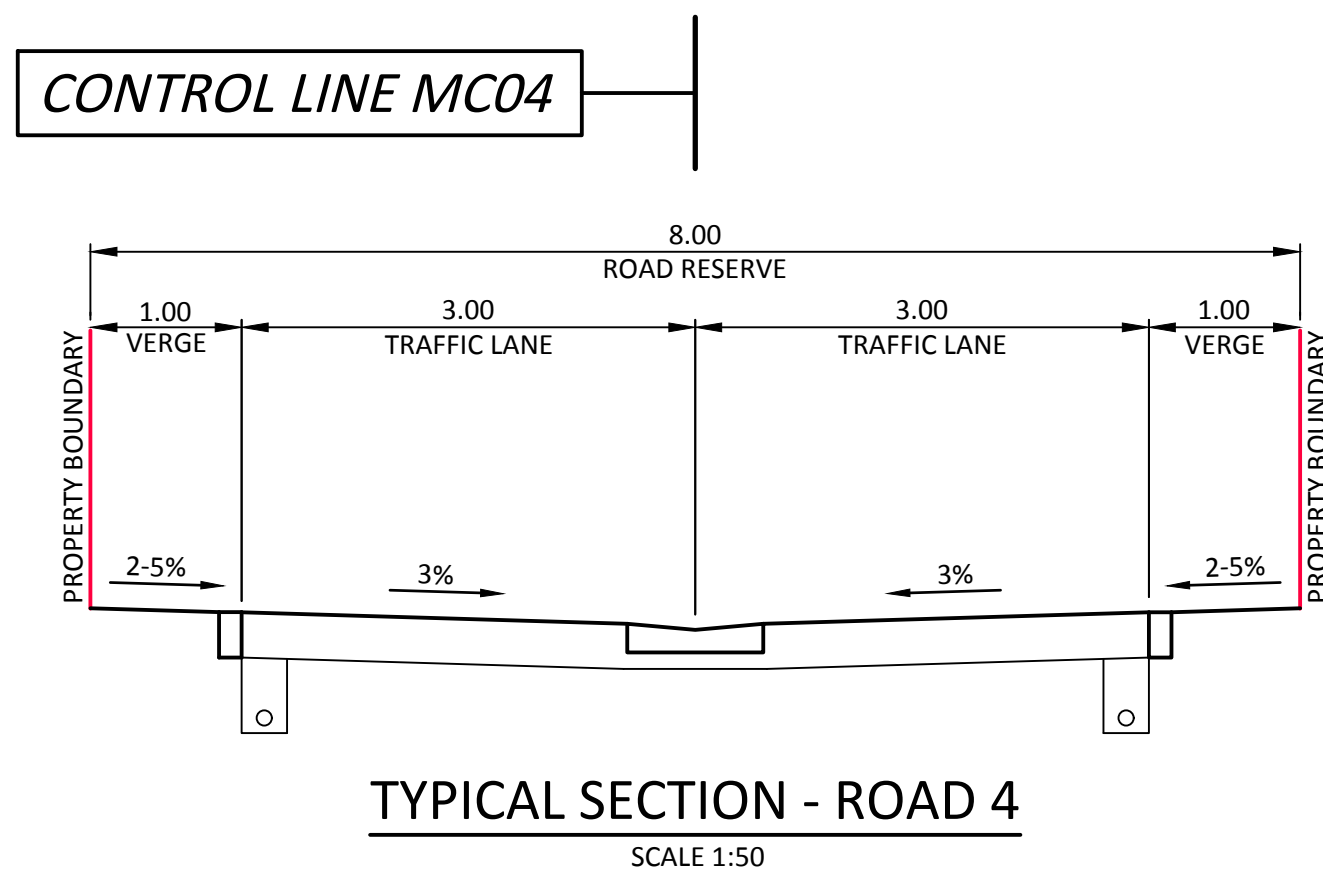 CONTROL LINE MC04
8.00
ROAD RESERVE
1.00
VERGE
3.00
TRAFFIC LANE
3.00
TRAFFIC LANE
1.00
VERGE
PROPERTY BOUNDARY
PROPERTY BOUNDARY
2-5%
3%
3%
2-5%
TYPICAL SECTION - ROAD 4
SCALE 1:50